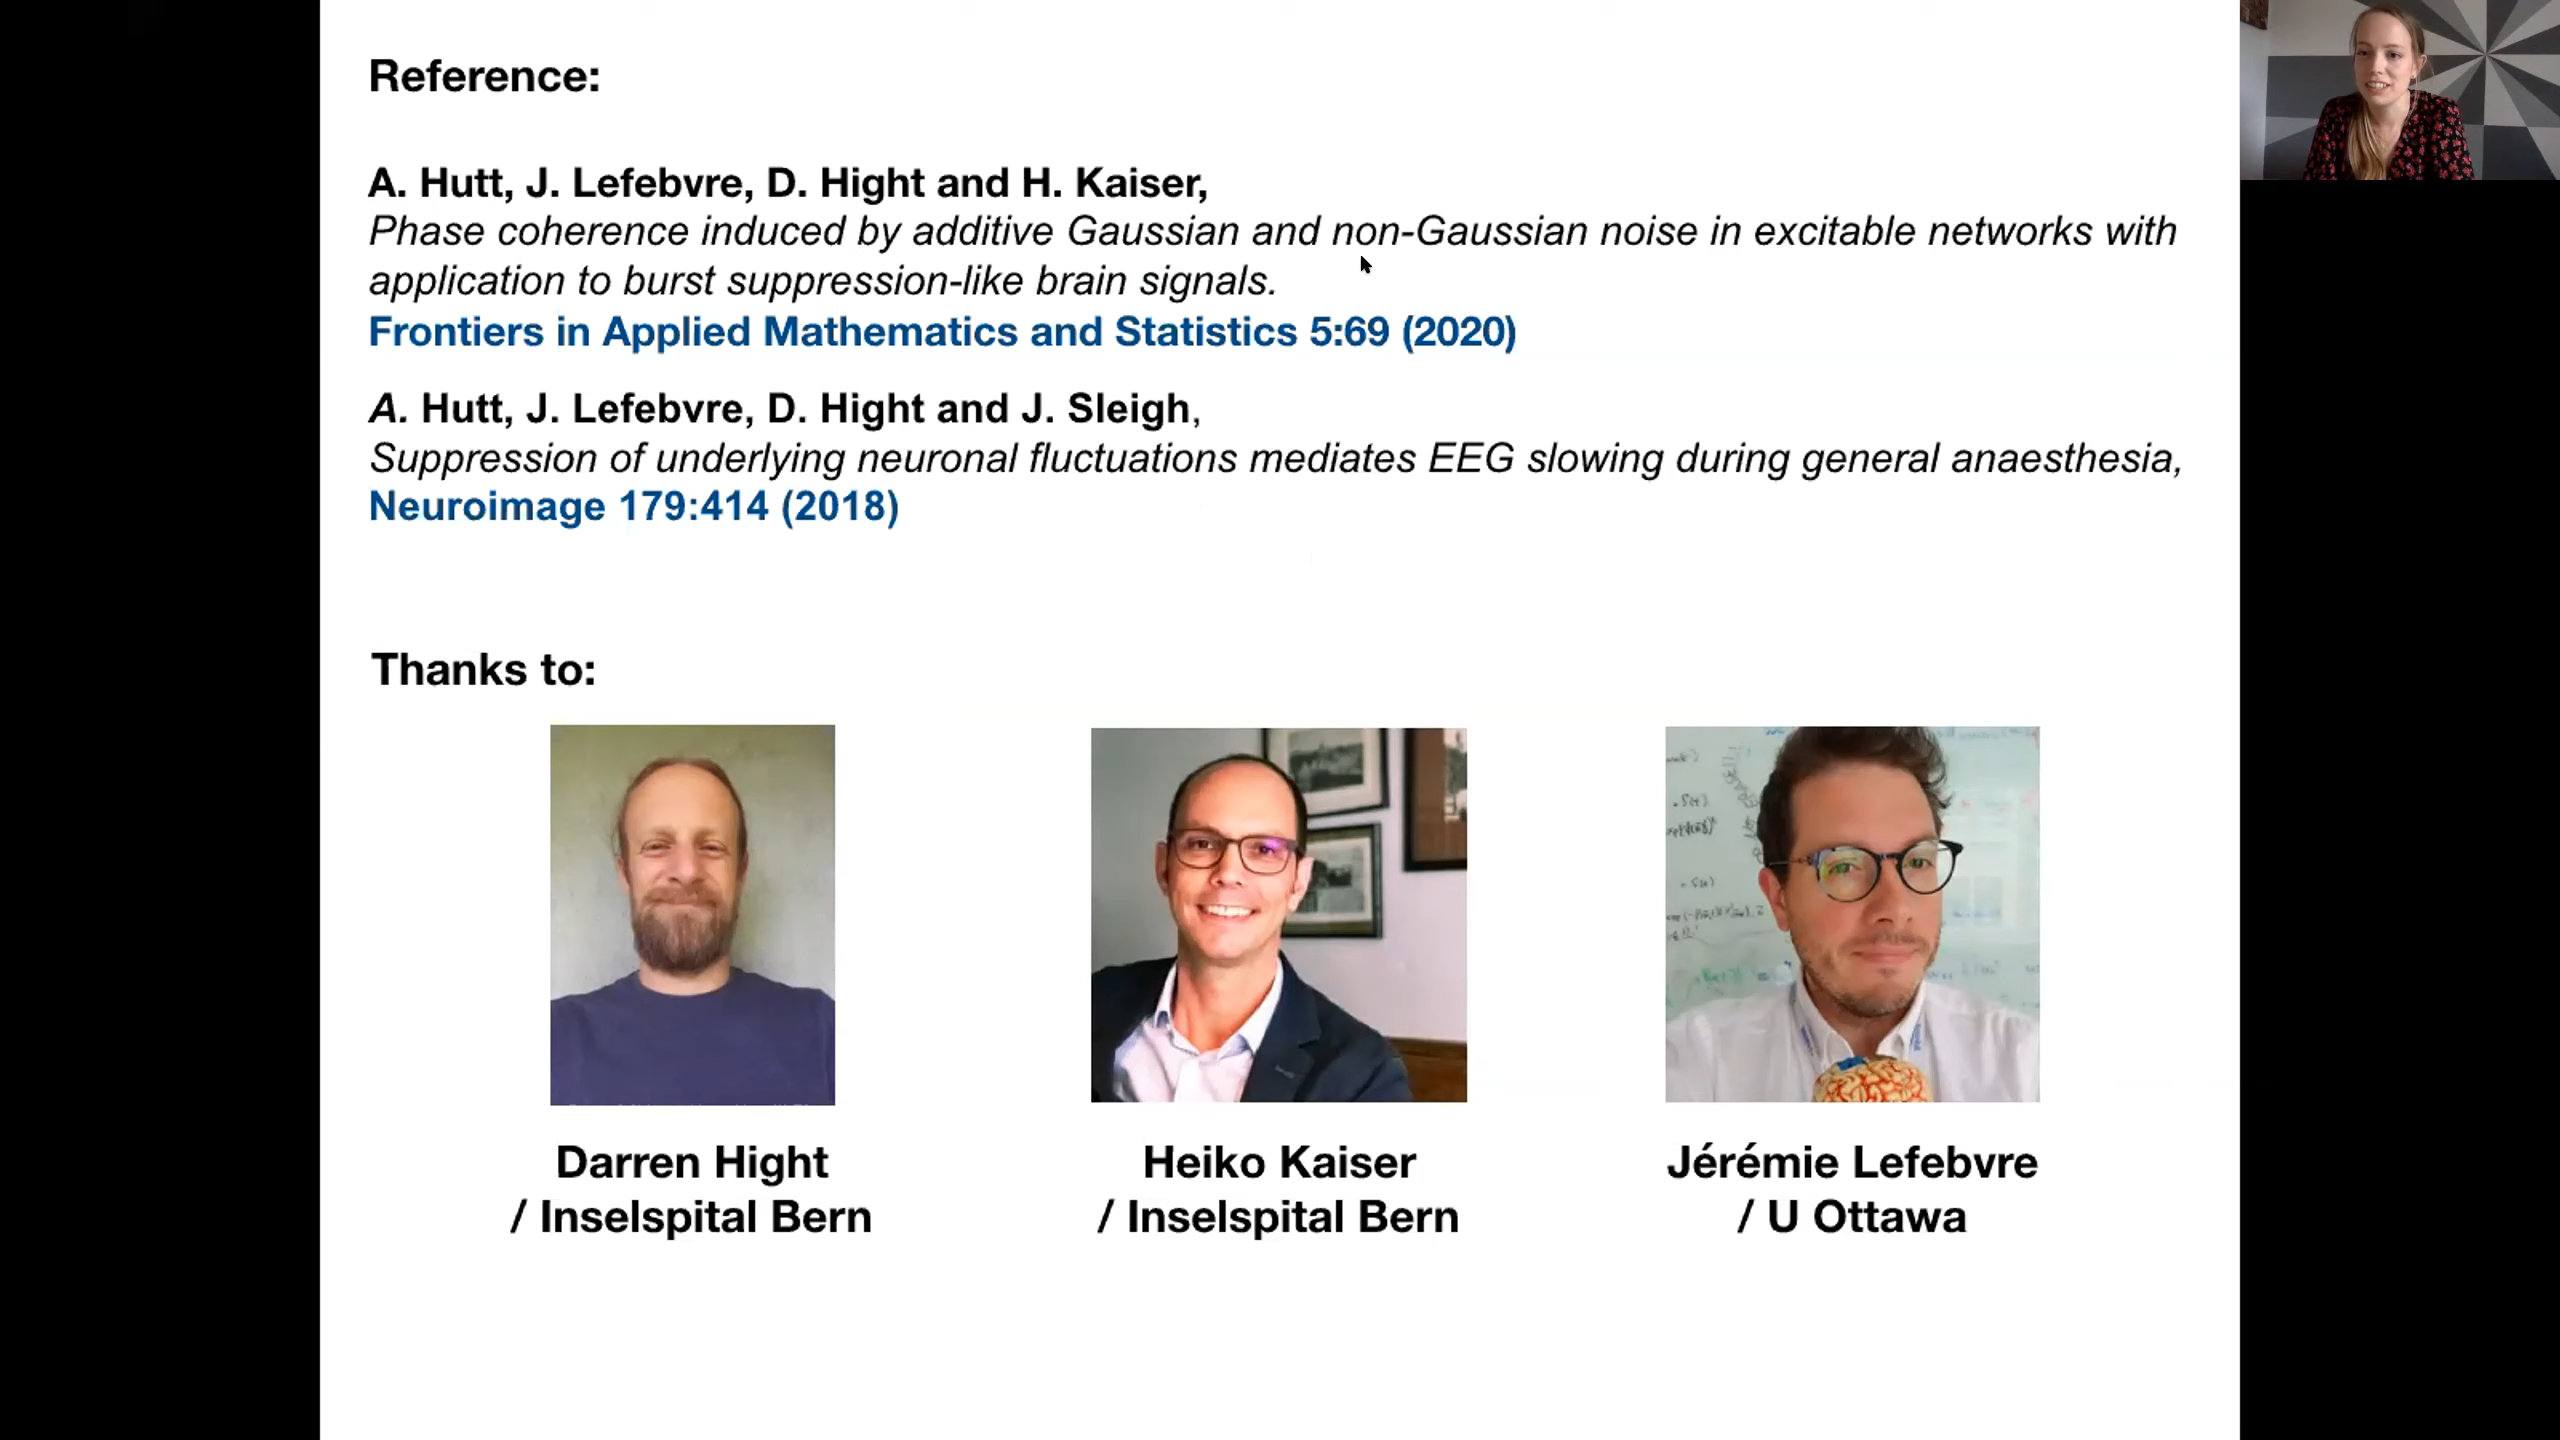 Reference:
A. Hutt, J. Lefebvre, D. Hight and H. Kaiser,
Phase coherence induced by additive Gaussian and non-Gaussian noise in excitable networks with
application to burst suppression-like brain signals.
Frontiers in Applied Mathematics and Statistics 5:69 (2020)
A. Hutt, J. Lefebvre, D. Hight and J. Sleigh,
Suppression of underlying neuronal fluctuations mediates EEG slowing during general anaesthesia,
Neuroimage 179:414 (2018)
Thanks to:
Darren Hight
/ Inselspital Bern
Heiko Kaiser
/ Inselspital Bern
Jérémie Lefebvre
/ U Ottawa